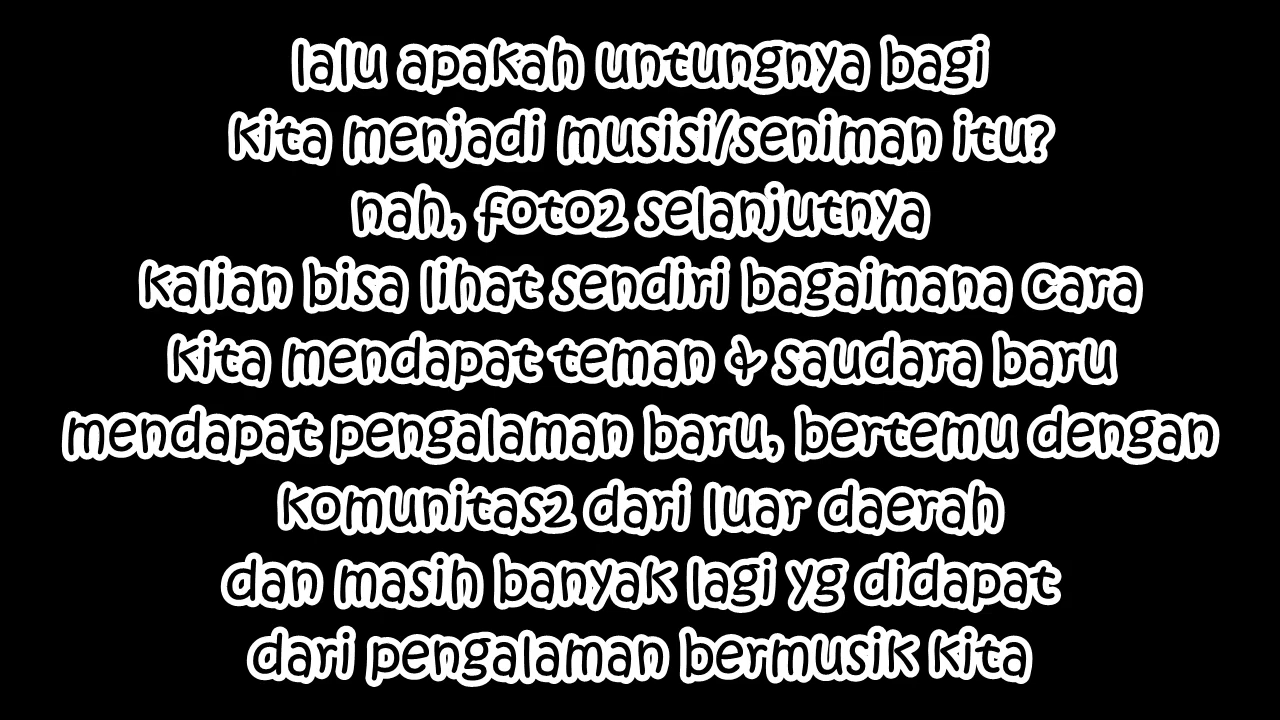 lalu apakah untungnya bagi
kita menjadi musisi/seniman itu?
nah, foto2 selanjutnya
kalian bisa lihat sendiri bagaimana cara
kita mendapat teman & saudara baru
mendapat pengalaman baru, bertemu dengan
komunitas2 dari luar daerah
dan masih banyak lagi yg didapat
dari pengalaman bermusik kita